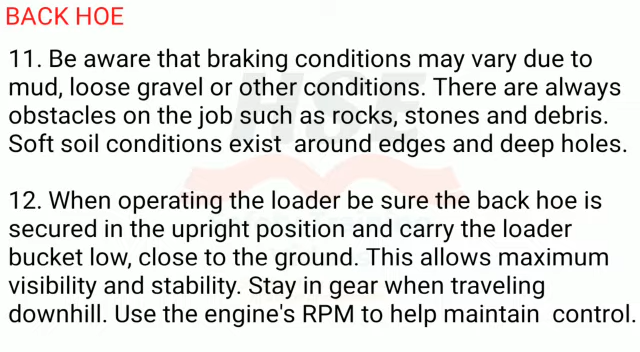 BACK HOE
11. Be aware that braking conditions may vary due to
mud, loose gravel or other conditions. There are always
obstacles on the job such as rocks, stones and debris.
Soft soil conditions exist around edges and deep holes.
12. When operating the loader be sure the back hoe is
secured in the upright position and carry the loader
bucket low, close to the ground. This allows maximum
visibility and stability. Stay in gear when traveling
downhill. Use the engine's RPM to help maintain control.
HSE